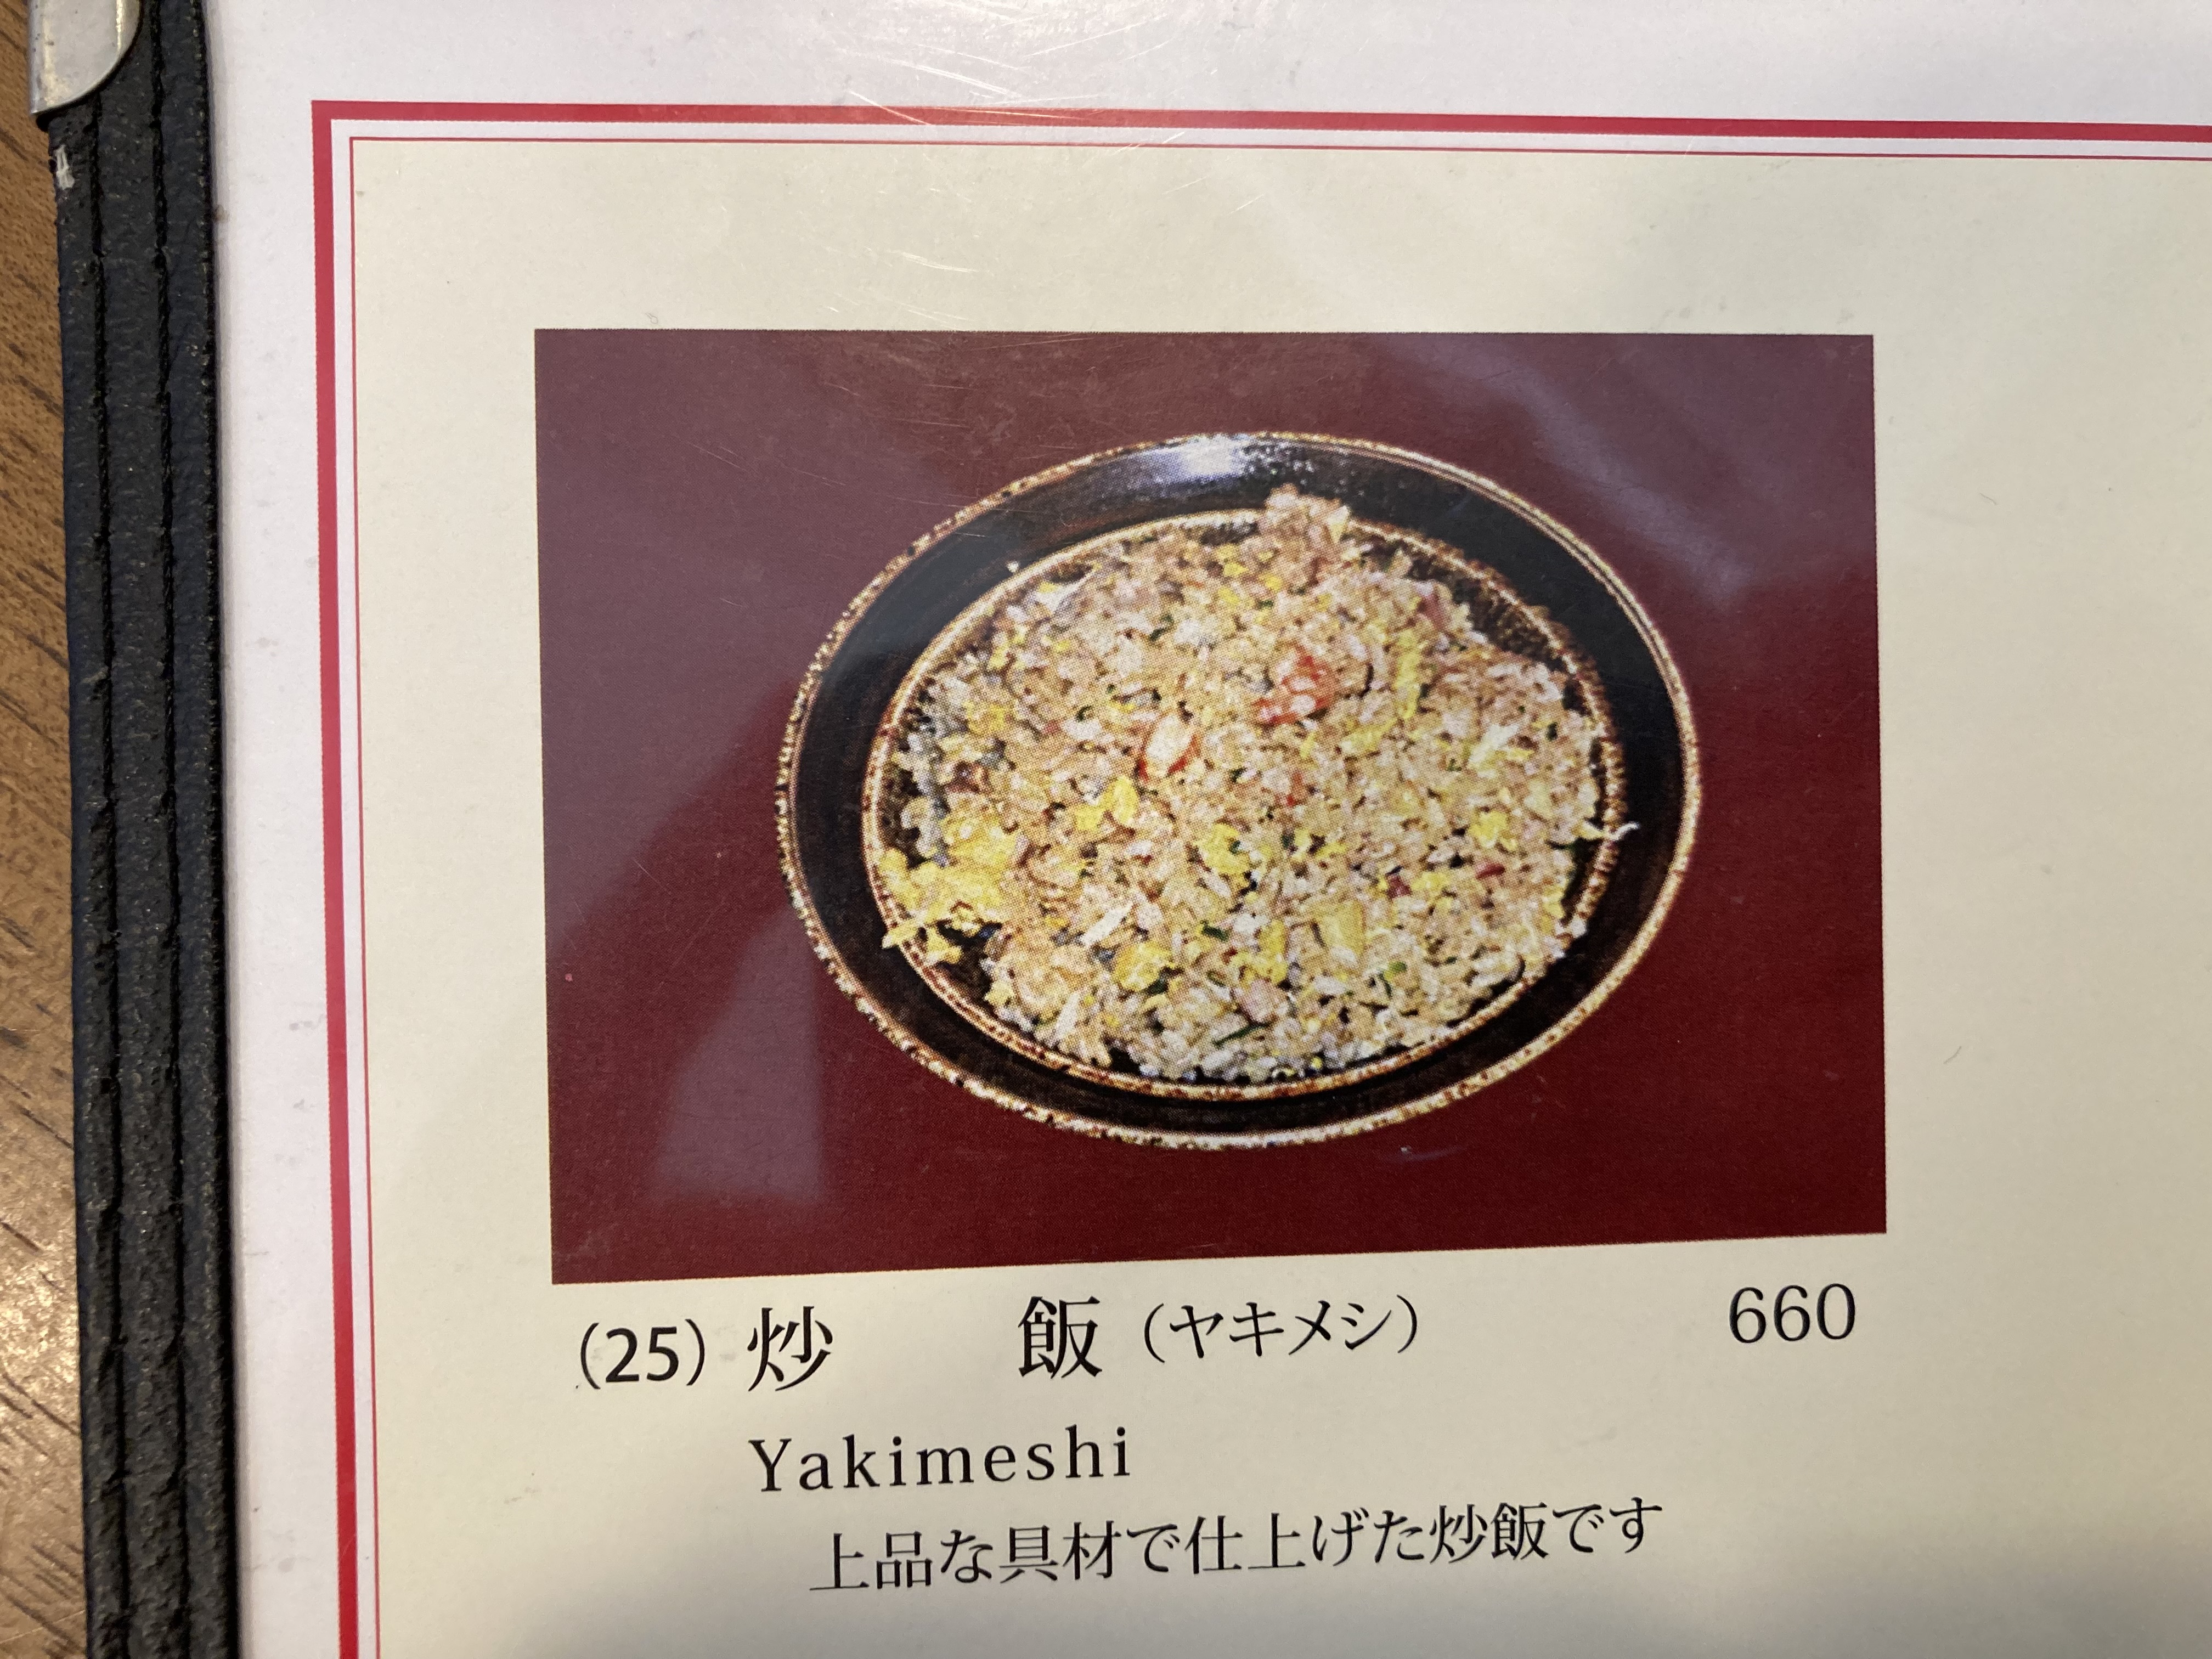 (25) 炒　飯 (ヤキメシ) 660
Yakimeshi
上品な具材で仕上げた炒飯です